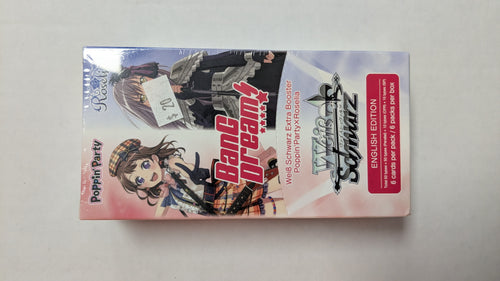 Roselia
$ 20
Poppin'Party
BanG
Dream!
Weiß Schwarz Extra Booster
Poppin'Party×Roselia
Weiß
Schwarz
ENGLISH EDITION
6 cards per pack / 6 packs per box